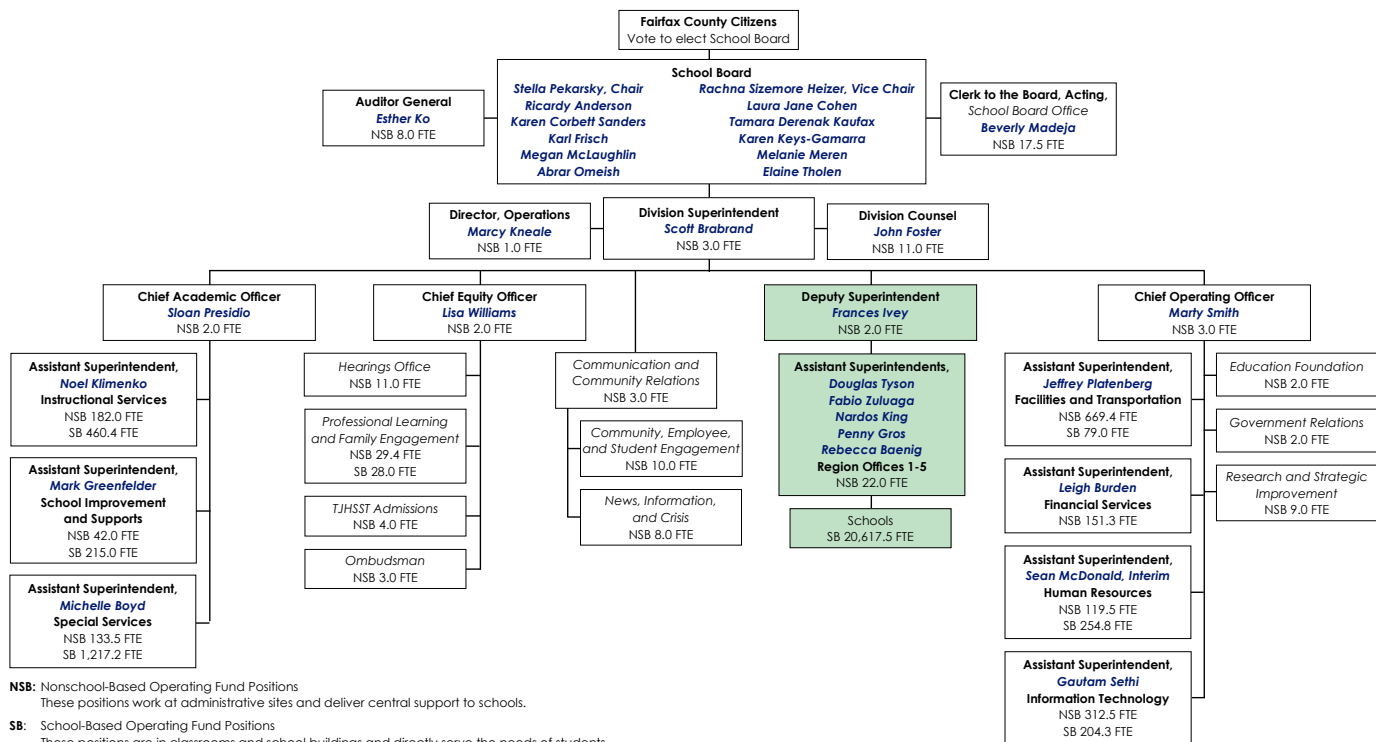 Fairfax County Citizens
Vote to elect School Board
School Board
Stella Pekarsky, Chair
Ricardy Anderson
Karen Corbett Sanders
Karl Frisch
Megan McLaughlin
Abrar Omeish
Rachna Sizemore Heizer, Vice Chair
Laura Jane Cohen
Tamara Derenak Kaufax
Karen Keys-Gamarra
Melanie Meren
Elaine Tholen
Auditor General
Esther Ko
NSB 8.0 FTE
Clerk to the Board, Acting,
School Board Office
Beverly Madeja
NSB 17.5 FTE
Director, Operations
Marcy Kneale
NSB 1.0 FTE
Division Superintendent
Scott Brabrand
NSB 3.0 FTE
Division Counsel
John Foster
NSB 11.0 FTE
Chief Academic Officer
Sloan Presidio
NSB 2.0 FTE
Assistant Superintendent,
Noel Klimenko
Instructional Services
NSB 182.0 FTE
SB 460.4 FTE
Assistant Superintendent,
Mark Greenfelder
School Improvement
and Supports
NSB 42.0 FTE
SB 215.0 FTE
Assistant Superintendent,
Michelle Boyd
Special Services
NSB 133.5 FTE
SB 1,217.2 FTE
Chief Equity Officer
Lisa Williams
NSB 2.0 FTE
Hearings Office
NSB 11.0 FTE
Professional Learning
and Family Engagement
NSB 29.4 FTE
SB 28.0 FTE
TJHSST Admissions
NSB 4.0 FTE
Ombudsman
NSB 3.0 FTE
Communication and
Community Relations
NSB 3.0 FTE
Community, Employee,
and Student Engagement
NSB 10.0 FTE
News, Information,
and Crisis
NSB 8.0 FTE
Deputy Superintendent
Frances Ivey
NSB 2.0 FTE
Assistant Superintendents,
Douglas Tyson
Fabio Zuluaga
Nardos King
Penny Gros
Rebecca Baenig
Region Offices 1-5
NSB 22.0 FTE
Schools
SB 20,617.5 FTE
Chief Operating Officer
Marty Smith
NSB 3.0 FTE
Assistant Superintendent,
Jeffrey Platenberg
Facilities and Transportation
NSB 669.4 FTE
SB 79.0 FTE
Assistant Superintendent,
Leigh Burden
Financial Services
NSB 151.3 FTE
Assistant Superintendent,
Sean McDonald, Interim
Human Resources
NSB 119.5 FTE
SB 254.8 FTE
Assistant Superintendent,
Gautam Sethi
Information Technology
NSB 312.5 FTE
SB 204.3 FTE
Education Foundation
NSB 2.0 FTE
Government Relations
NSB 2.0 FTE
Research and Strategic
Improvement
NSB 9.0 FTE
NSB: Nonschool-Based Operating Fund Positions
These positions work at administrative sites and deliver central support to schools.
SB: School-Based Operating Fund Positions
These positions are in classrooms and school buildings and directly serve the needs of students.